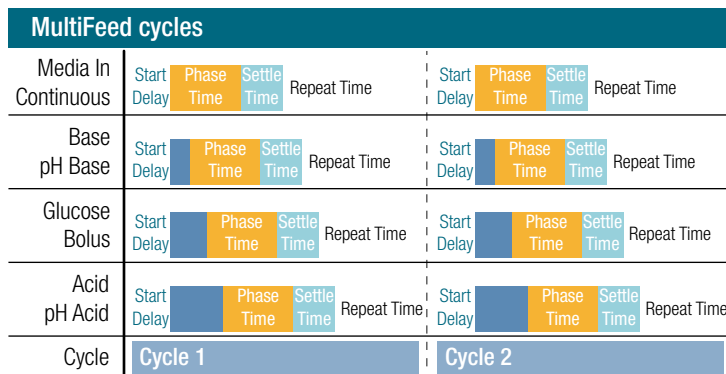 MultiFeed cycles
Media In
Continuous
Start
Delay
Phase
Time
Settle
Time
Repeat Time
Start
Delay
Phase
Time
Settle
Time
Repeat Time
Base
pH Base
Start
Delay
Phase
Time
Settle
Time
Repeat Time
Start
Delay
Phase
Time
Settle
Time
Repeat Time
Glucose
Bolus
Start
Delay
Phase
Time
Settle
Time
Repeat Time
Start
Delay
Phase
Time
Settle
Time
Repeat Time
Acid
pH Acid
Start
Delay
Phase
Time
Settle
Time
Repeat Time
Start
Delay
Phase
Time
Settle
Time
Repeat Time
Cycle
Cycle 1
Cycle 2